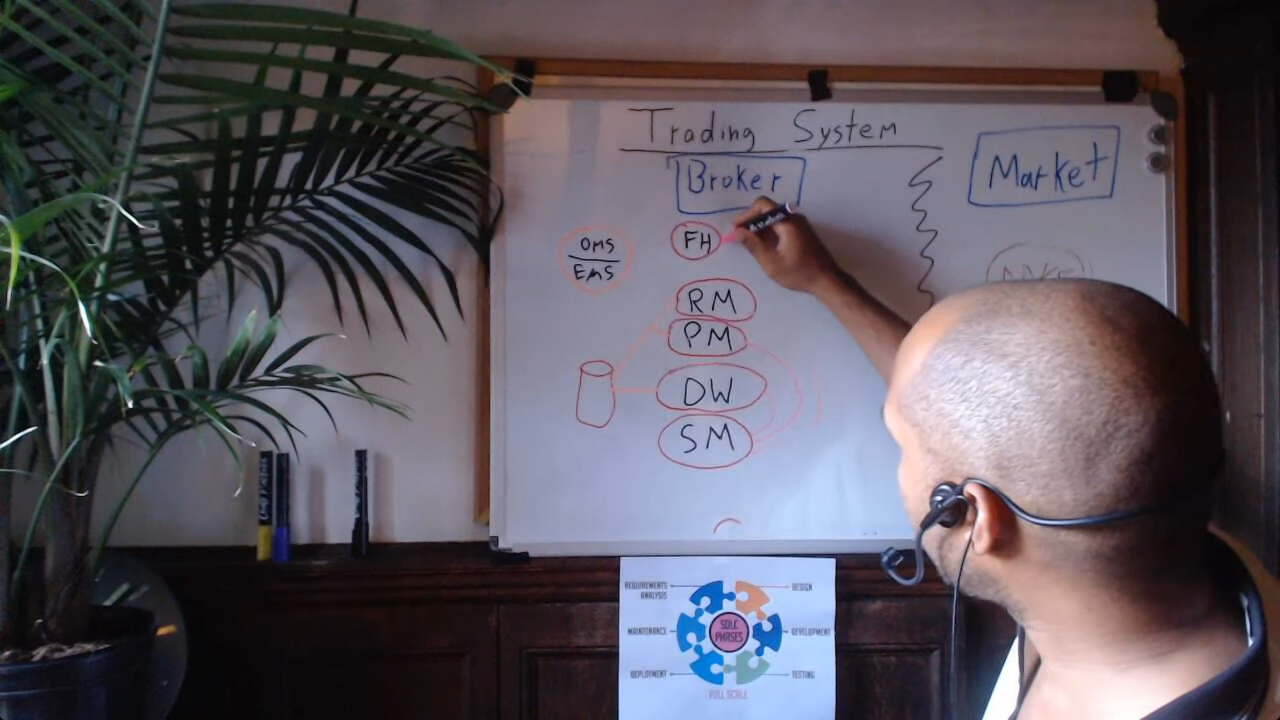 Trading System
Broker
Market
OMS
EMS
FH
RM
PM
DW
SM
REQUIREMENTS
ANALYSIS
DESIGN
SDLC
PHASES
MAINTENANCE
DEVELOPMENT
DEPLOYMENT
TESTING
FULL SCALE